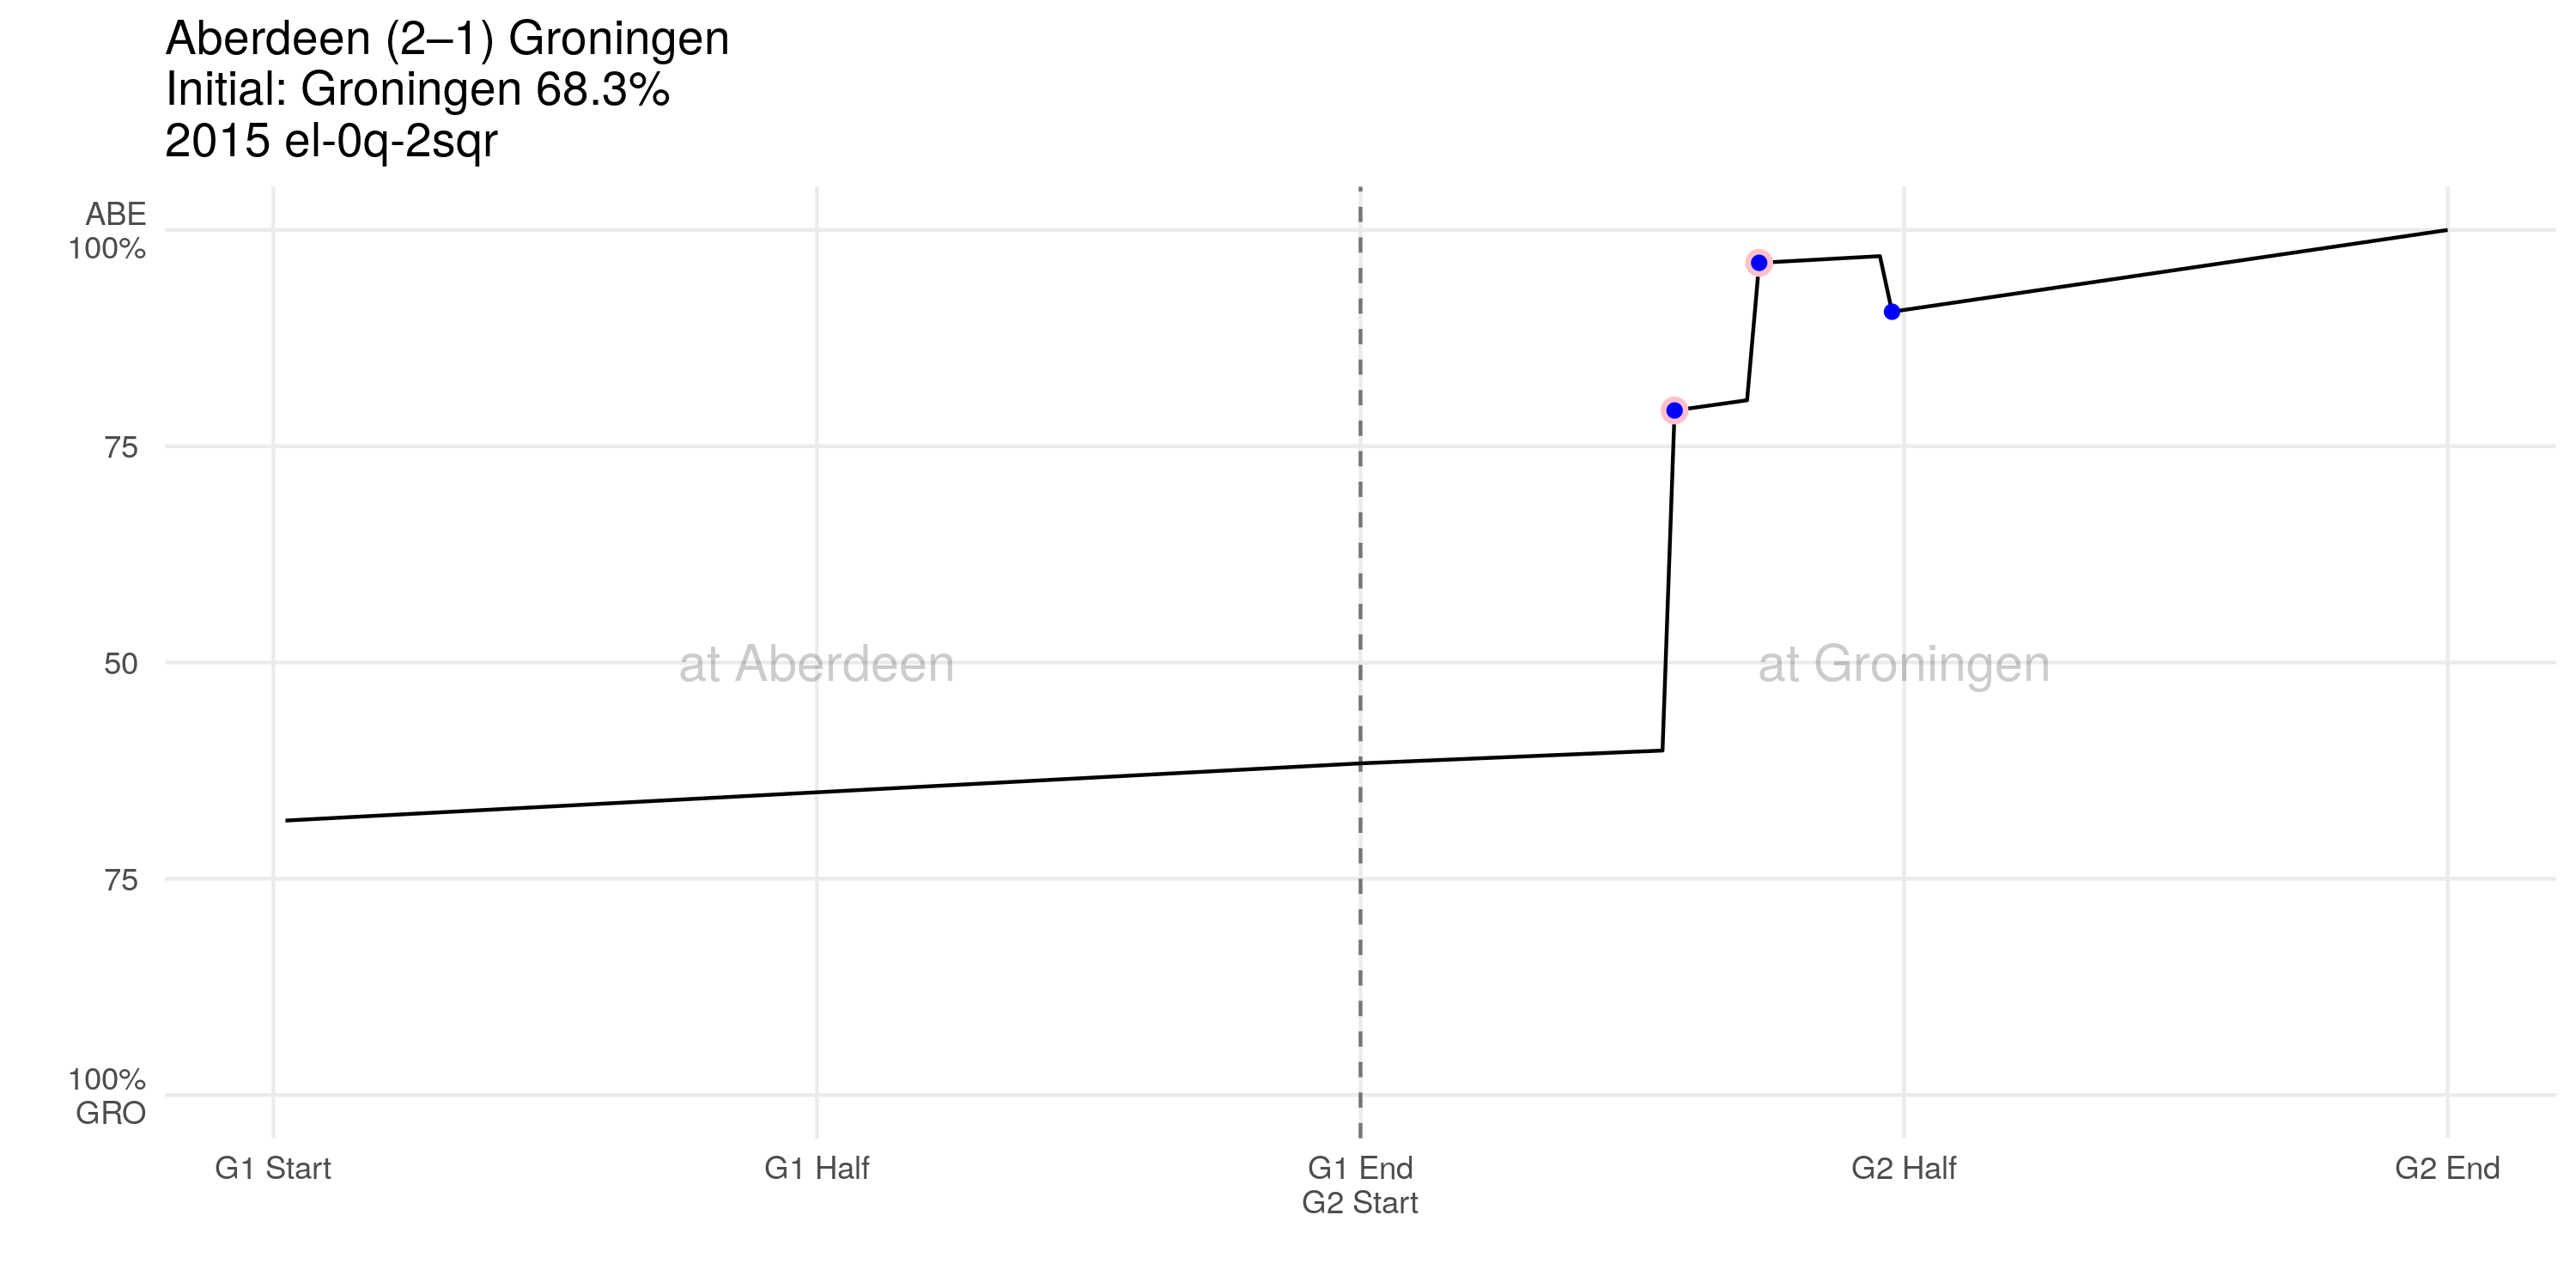 Aberdeen (2–1) Groningen
Initial: Groningen 68.3%
2015 el-0q-2sqr
ABE
100%
75
50
75
100%
GRO
at Aberdeen
at Groningen
G1 Start
G1 Half
G1 End
G2 Start
G2 Half
G2 End